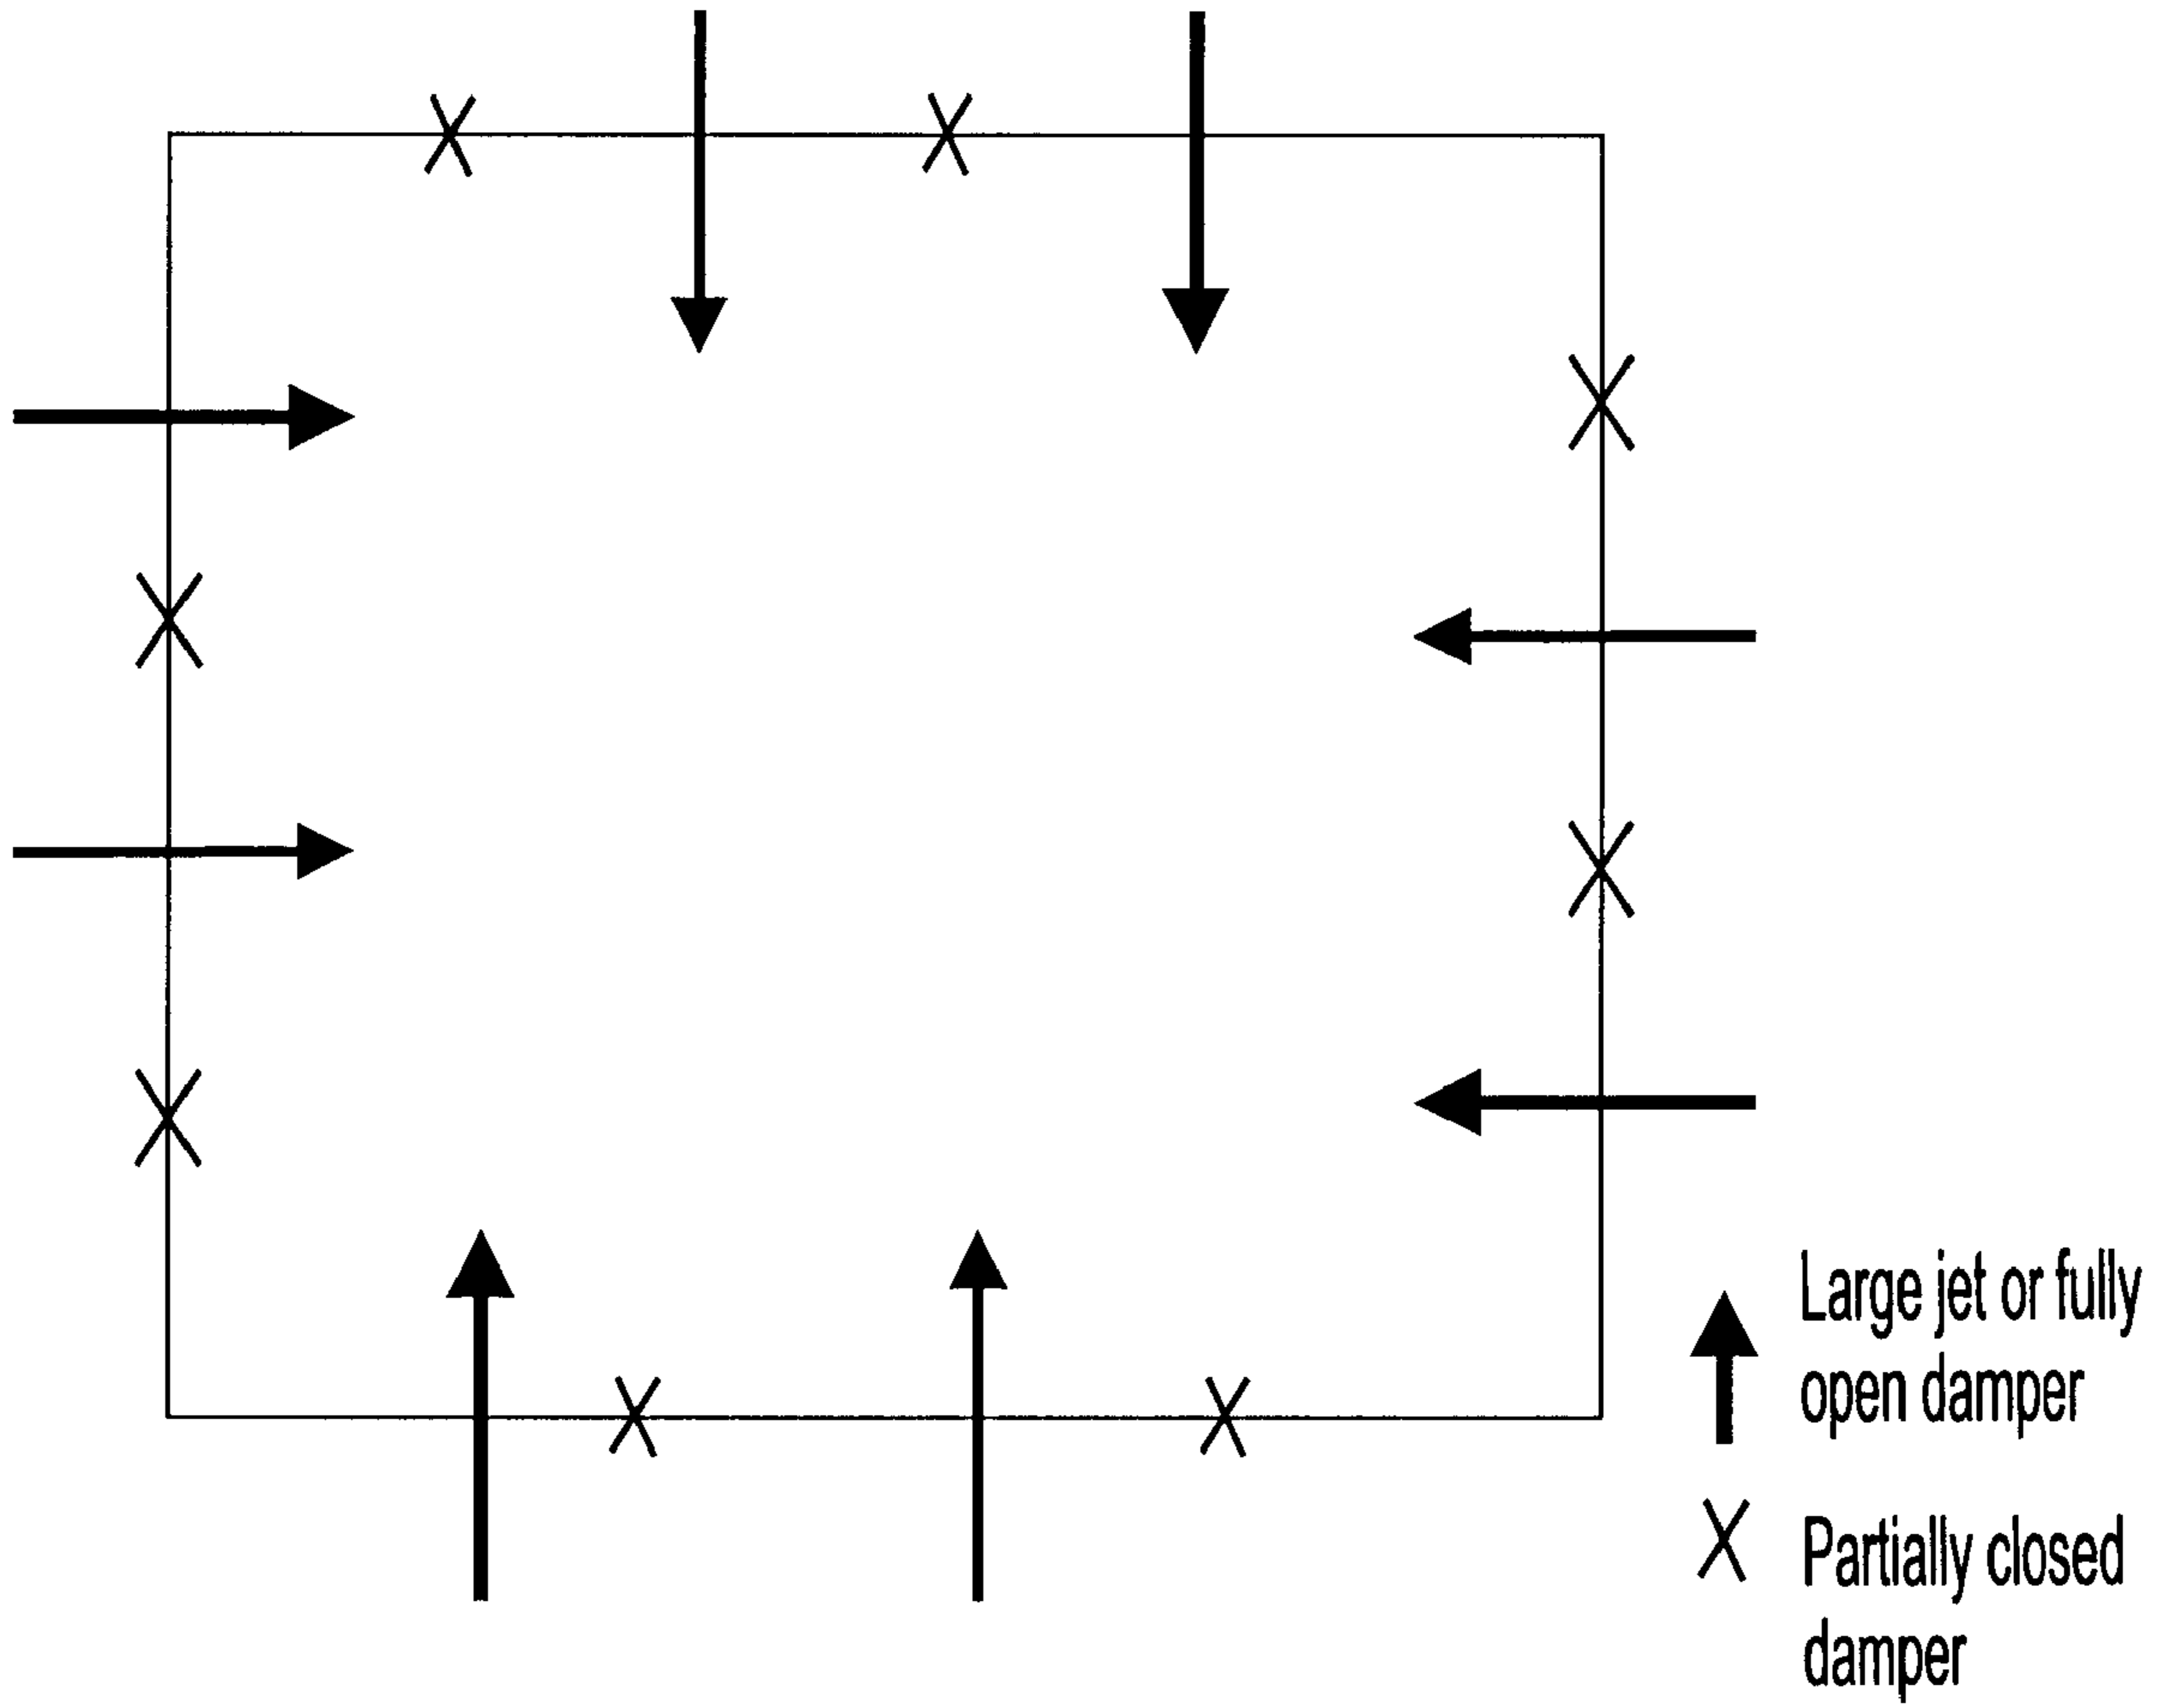 Large jet or fully
open damper
Partially closed
damper